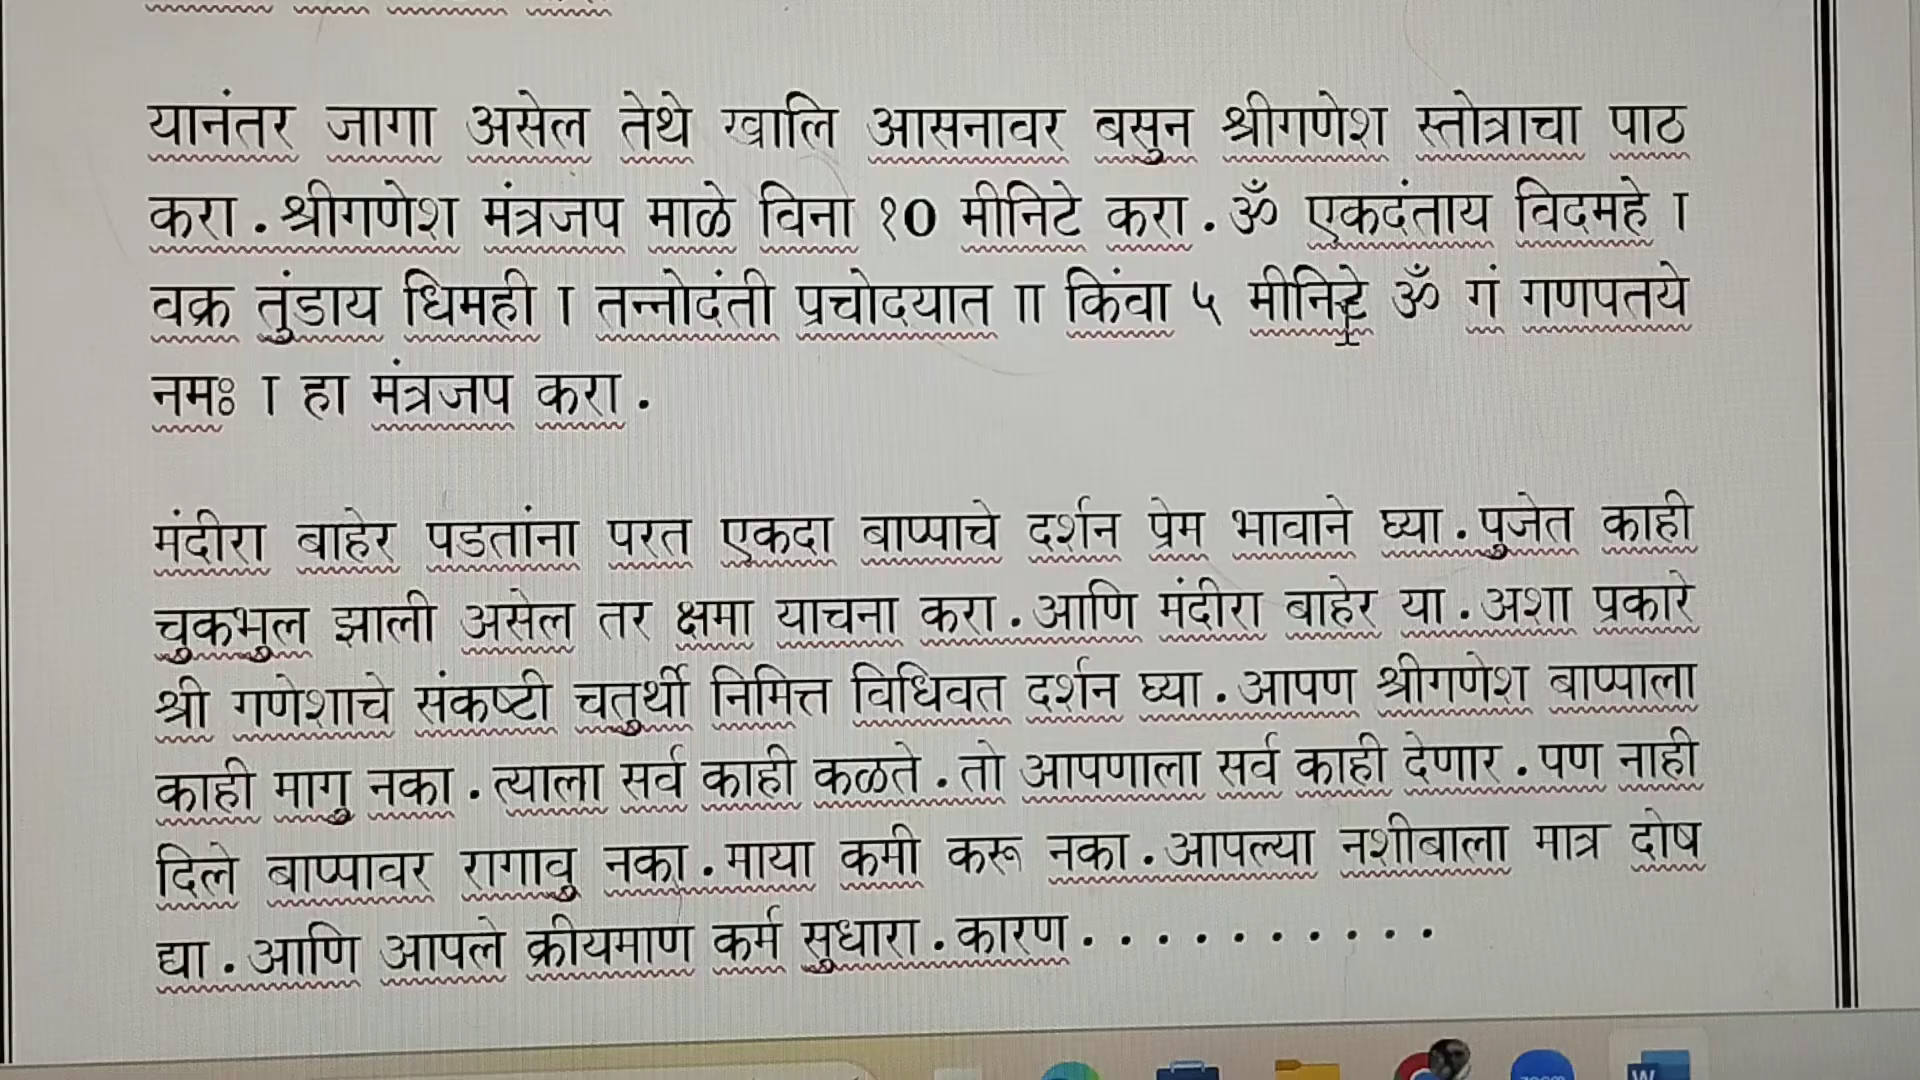 यानंतर जागा असेल तेथे खालि आसनावर बसुन श्रीगणेश स्तोत्राचा पाठ
करा . श्रीगणेश मंत्रजप माळे विना १0 मीनिटे करा . ॐ एकदंताय विदमहे ।
वक्र तुंडाय धिमही । तन्नोदंती प्रचोदयात ॥ किंवा ५ मीनिटे ॐ गं गणपतये
नमः । हा मंत्रजप करा .
मंदीरा बाहेर पडतांना परत एकदा बाप्पाचे दर्शन प्रेम भावाने घ्या . पुजेत काही
चुकभुल झाली असेल तर क्षमा याचना करा . आणि मंदीरा बाहेर या . अशा प्रकारे
श्री गणेशाचे संकष्टी चतुर्थी निमित्त विधिवत दर्शन घ्या . आपण श्रीगणेश बाप्पाला
काही मागु नका . त्याला सर्व काही कळते . तो आपणाला सर्व काही देणार . पण नाही
दिले बाप्पावर रागावु नका . माया कमी करू नका . आपल्या नशीबाला मात्र दोष
द्या . आणि आपले क्रीयमाण कर्म सुधारा . कारण . . . . . . . . . . .
zoom
W